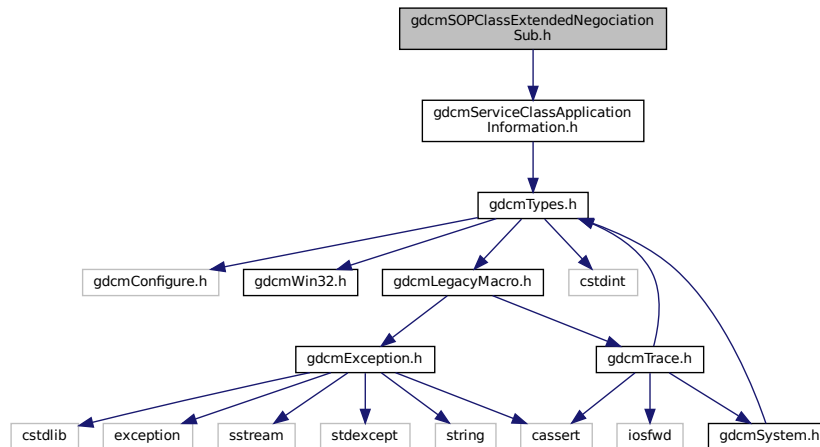 gdcmSOPClassExtendedNegociation
Sub.h
gdcmServiceClassApplication
Information.h
gdcmTypes.h
gdcmConfigure.h
gdcmWin32.h
gdcmLegacyMacro.h
cstdint
gdcmException.h
gdcmTrace.h
cstdlib
exception
sstream
stdexcept
string
cassert
iosfwd
gdcmSystem.h